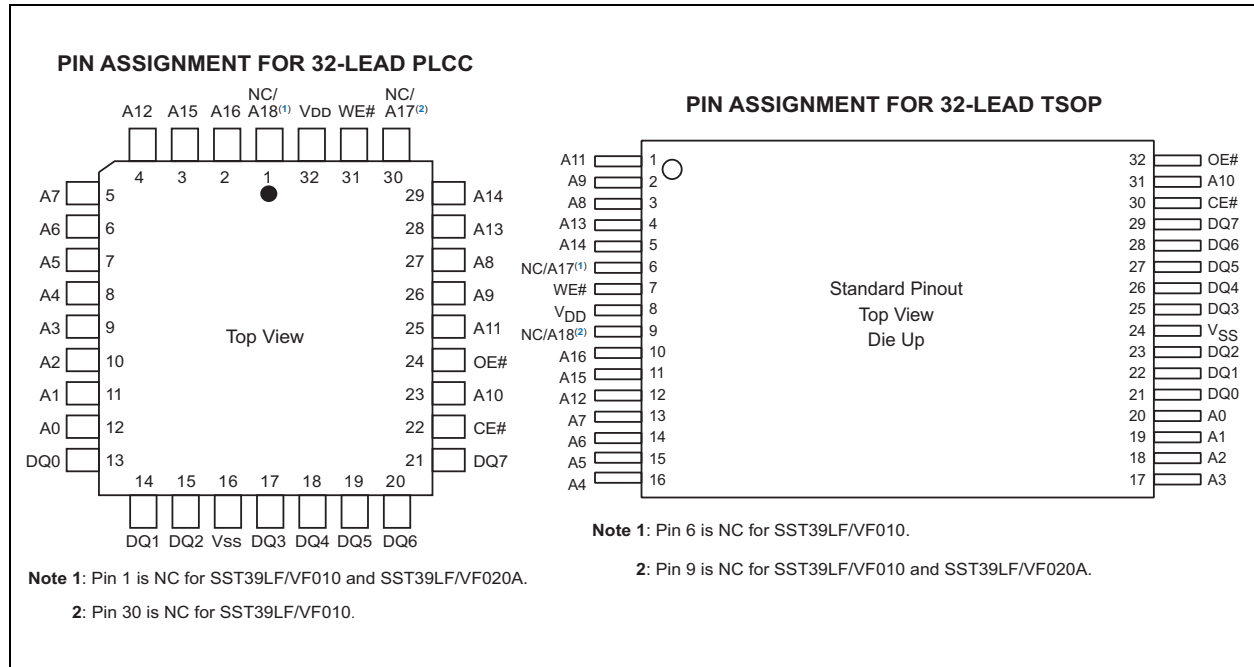 PIN ASSIGNMENT FOR 32-LEAD PLCC
NC/ NC/
A12 A15 A16 A18(1) VDD WE# A17(2)
4 3 2 1 32 31 30
A7 5 29 A14
A6 6 28 A13
A5 7 27 A8
A4 8 26 A9
A3 9 25 A11
Top View
A2 10 24 OE#
A1 11 23 A10
A0 12 22 CE#
DQ0 13 21 DQ7
14 15 16 17 18 19 20
DQ1 DQ2 VSS DQ3 DQ4 DQ5 DQ6
Note 1: Pin 1 is NC for SST39LF/VF010 and SST39LF/VF020A.
2: Pin 30 is NC for SST39LF/VF010.
PIN ASSIGNMENT FOR 32-LEAD TSOP
A11 1 32 OE#
A9 2 31 A10
A8 3 30 CE#
A13 4 29 DQ7
A14 5 28 DQ6
NC/A17(1) 6 27 DQ5
WE# 7 26 DQ4
VDD 8 25 DQ3
NC/A18(2) 9 24 VSS
A16 10 23 DQ2
A15 11 22 DQ1
A12 12 21 DQ0
A7 13 20 A0
A6 14 19 A1
A5 15 18 A2
A4 16 17 A3
Standard Pinout
Top View
Die Up
Note 1: Pin 6 is NC for SST39LF/VF010.
2: Pin 9 is NC for SST39LF/VF010 and SST39LF/VF020A.